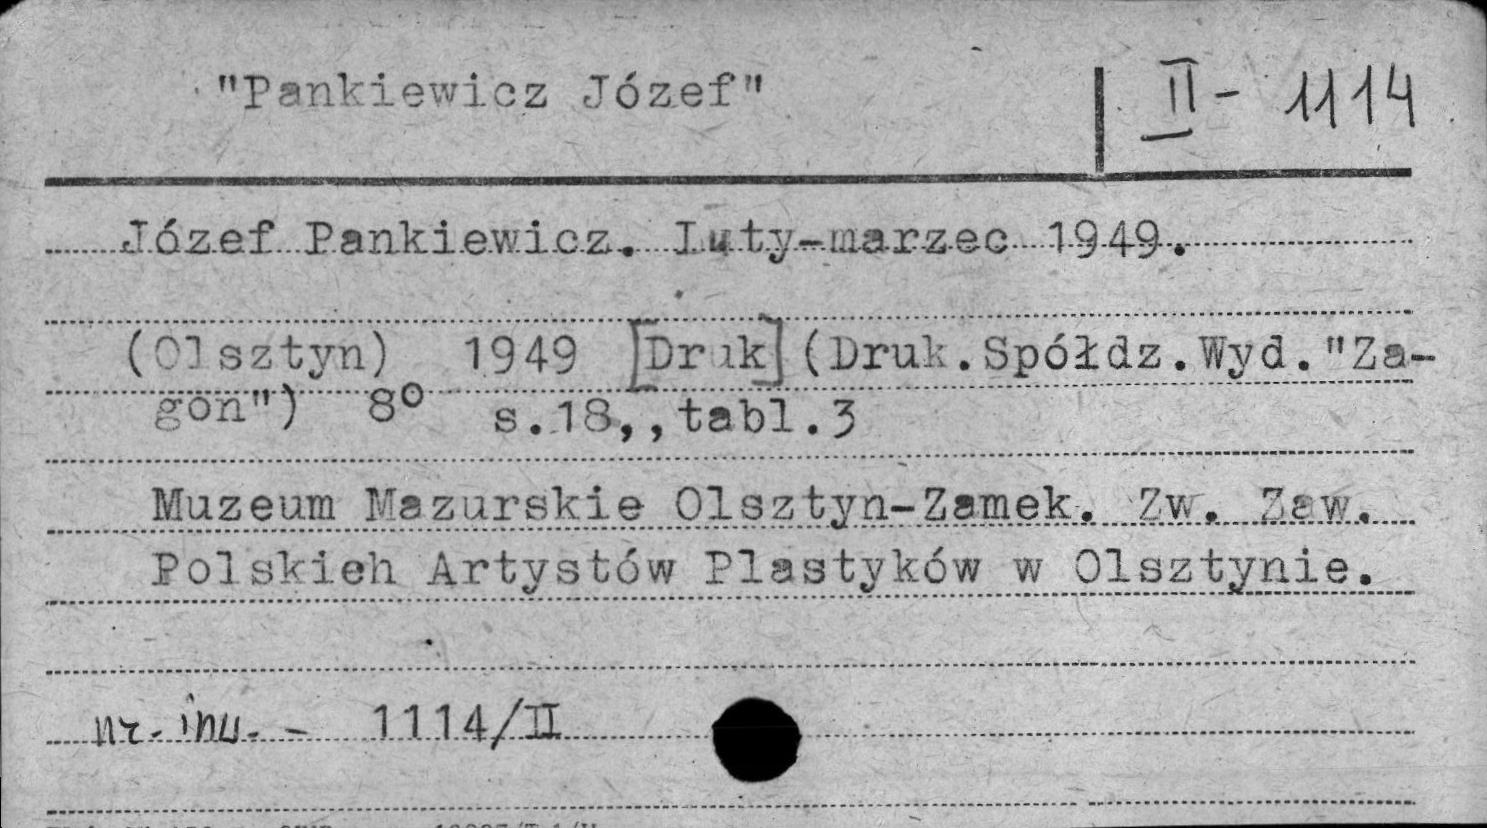 "Pankiewicz Józef"
II - 1114
Józef Pankiewicz. Luty-marzec 1949.
(Olsztyn) 1949 [Druk] (Druk.Spółdz.Wyd."Za-
gon") 8° s.18,,tabl.3
Muzeum Mazurskie Olsztyn-Zamek. Zw. Zaw.
Polskich Artystów Plastyków w Olsztynie.
nr. inw. - 1114/II